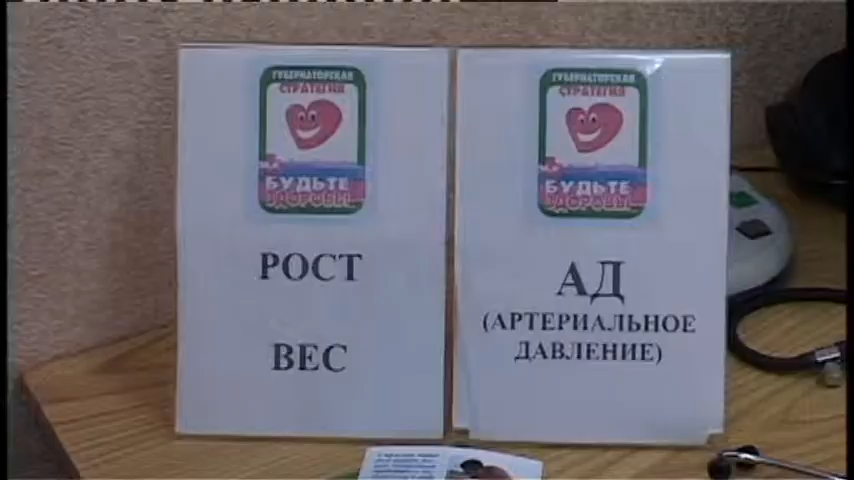 ГУБЕРНАТОРСКАЯ
СТРАТЕГИЯ
БУДЬТЕ
ЗДОРОВЫ!
РОСТ
ВЕС
ГУБЕРНАТОРСКАЯ
СТРАТЕГИЯ
БУДЬТЕ
ЗДОРОВЫ!
АД
(АРТЕРИАЛЬНОЕ
ДАВЛЕНИЕ)